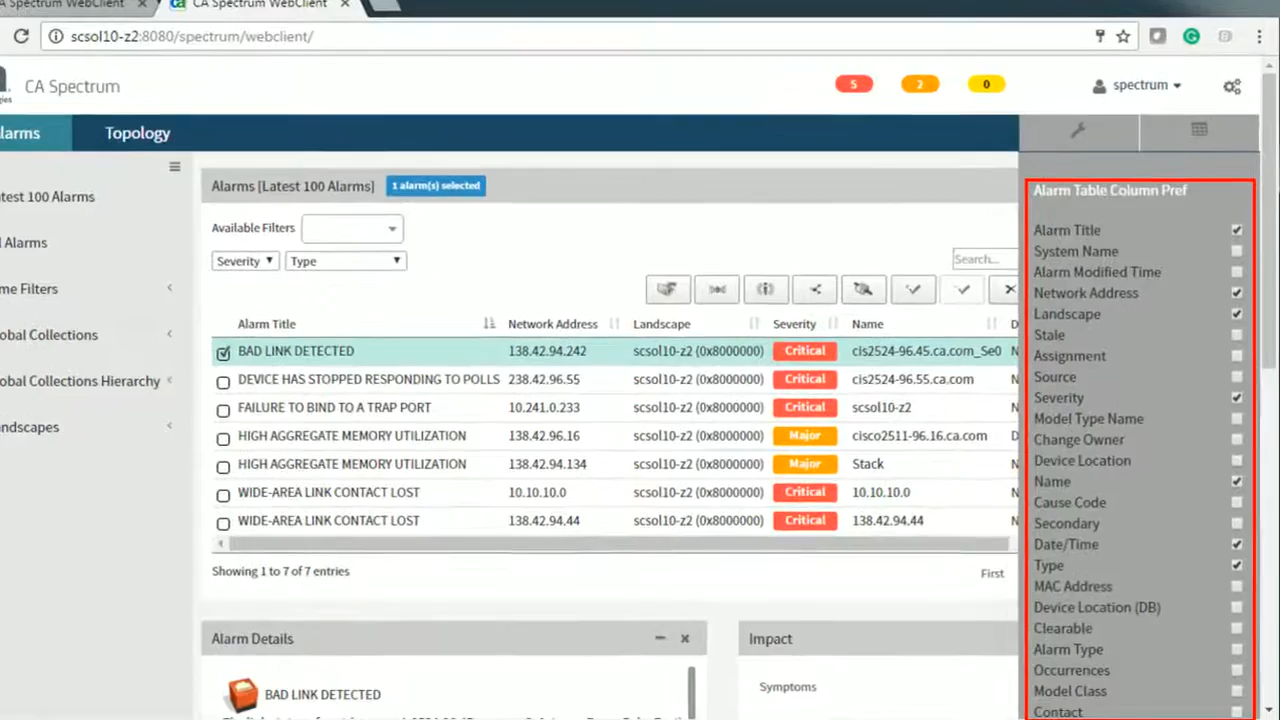 CA Spectrum WebClient
CA Spectrum WebClient
scsol10-z2:8080/spectrum/webclient/
CA Spectrum
5
2
0
spectrum
Topology
Alarms [Latest 100 Alarms]
1 alarm(s) selected
Available Filters
Severity
Type
Search...
100 Alarms
Alarms
Filters
Collections
Collections Hierarchy
Alarm Title
Network Address
Landscape
Severity
Name
D
BAD LINK DETECTED 138.42.94.242 scsol10-z2 (0x8000000) Critical cis2524-96.45.ca.com_Se0 N
DEVICE HAS STOPPED RESPONDING TO POLLS 238.42.96.55 scsol10-z2 (0x8000000) Critical cis2524-96.55.ca.com N
FAILURE TO BIND TO A TRAP PORT 10.241.0.233 scsol10-z2 (0x8000000) Critical scsol10-z2 N
HIGH AGGREGATE MEMORY UTILIZATION 138.42.96.16 scsol10-z2 (0x8000000) Major cisco2511-96.16.ca.com D
HIGH AGGREGATE MEMORY UTILIZATION 138.42.94.134 scsol10-z2 (0x8000000) Major Stack N
WIDE-AREA LINK CONTACT LOST 10.10.10.0 scsol10-z2 (0x8000000) Critical 10.10.10.0 N
WIDE-AREA LINK CONTACT LOST 138.42.94.44 scsol10-z2 (0x8000000) Critical 138.42.94.44 N
Showing 1 to 7 of 7 entries
First
Alarm Details
BAD LINK DETECTED
Impact
Symptoms
Alarm Table Column Pref
Alarm Title
System Name
Alarm Modified Time
Network Address
Landscape
Stale
Assignment
Source
Severity
Model Type Name
Change Owner
Device Location
Name
Cause Code
Secondary
Date/Time
Type
MAC Address
Device Location (DB)
Clearable
Alarm Type
Occurrences
Model Class
Contact